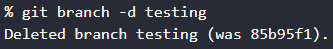 % git branch -d testing
Deleted branch testing (was 85b95f1).